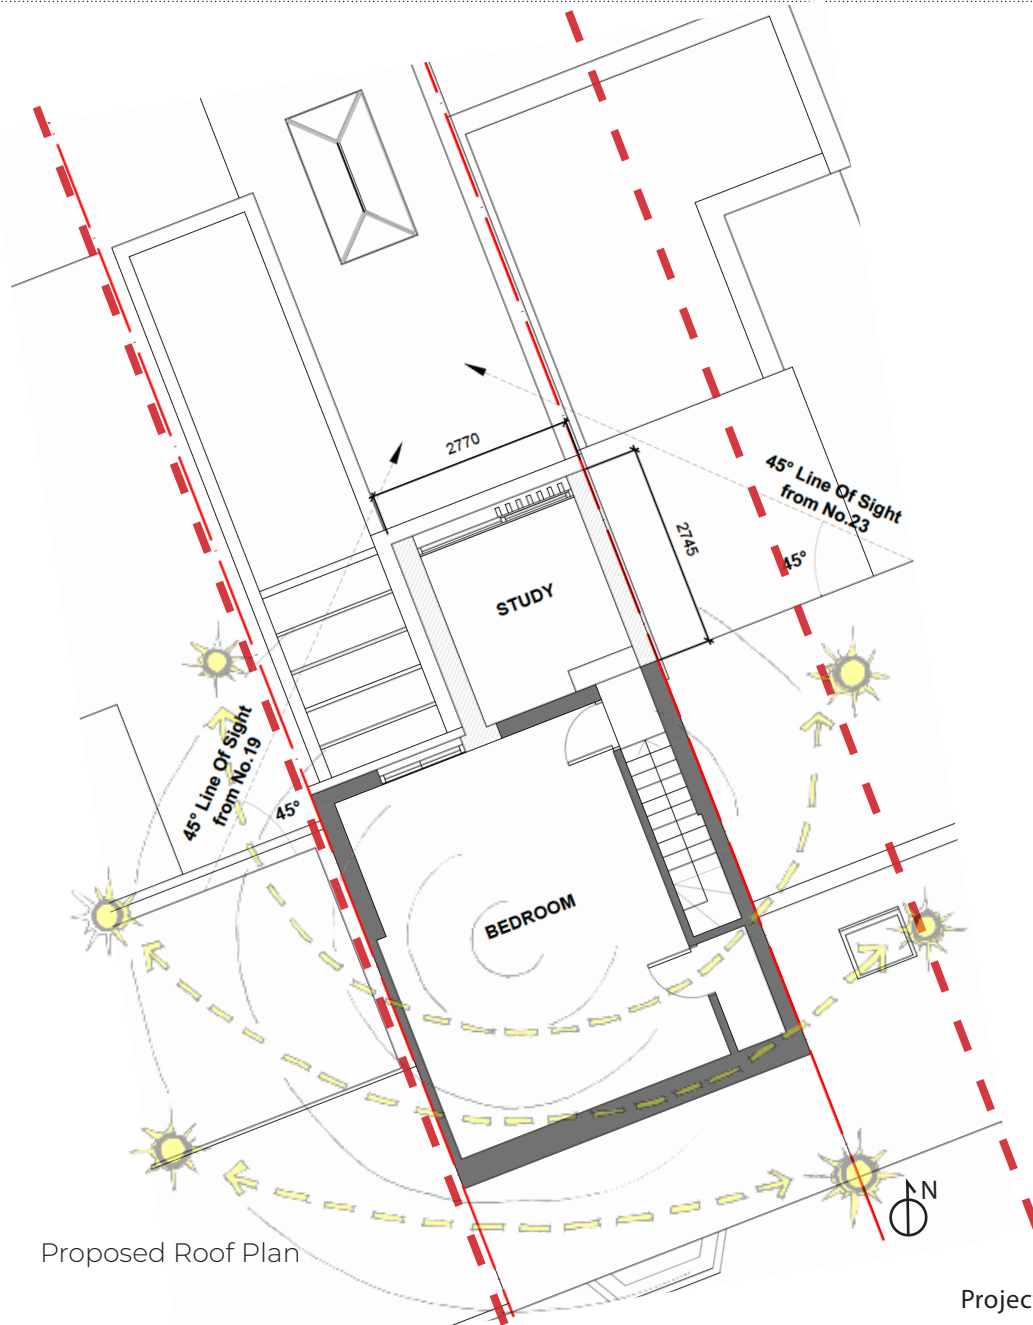 2770
45° Line Of Sight
from No.23
2745
45°
STUDY
45° Line Of Sight
from No.19
45°
BEDROOM
N
Proposed Roof Plan
Projec